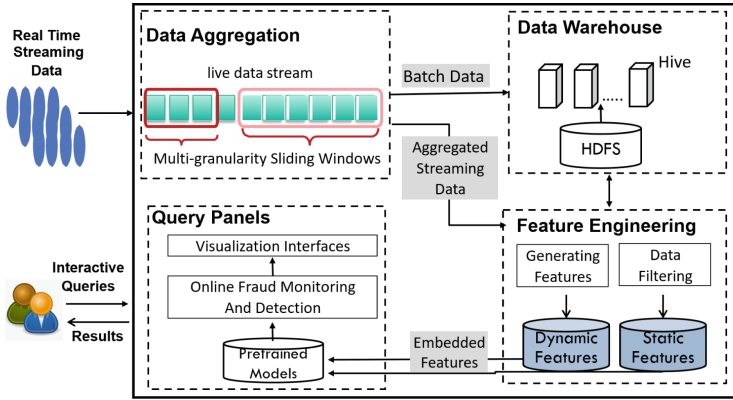 Real Time
Streaming
Data
Data Aggregation
live data stream
Multi-granularity Sliding Windows
Batch Data
Aggregated
Streaming
Data
Data Warehouse
Hive
.....
HDFS
Interactive
Queries
Results
Query Panels
Visualization Interfaces
Online Fraud Monitoring
And Detection
Pretrained
Models
Embedded
Features
Feature Engineering
Generating
Features
Data
Filtering
Dynamic
Features
Static
Features